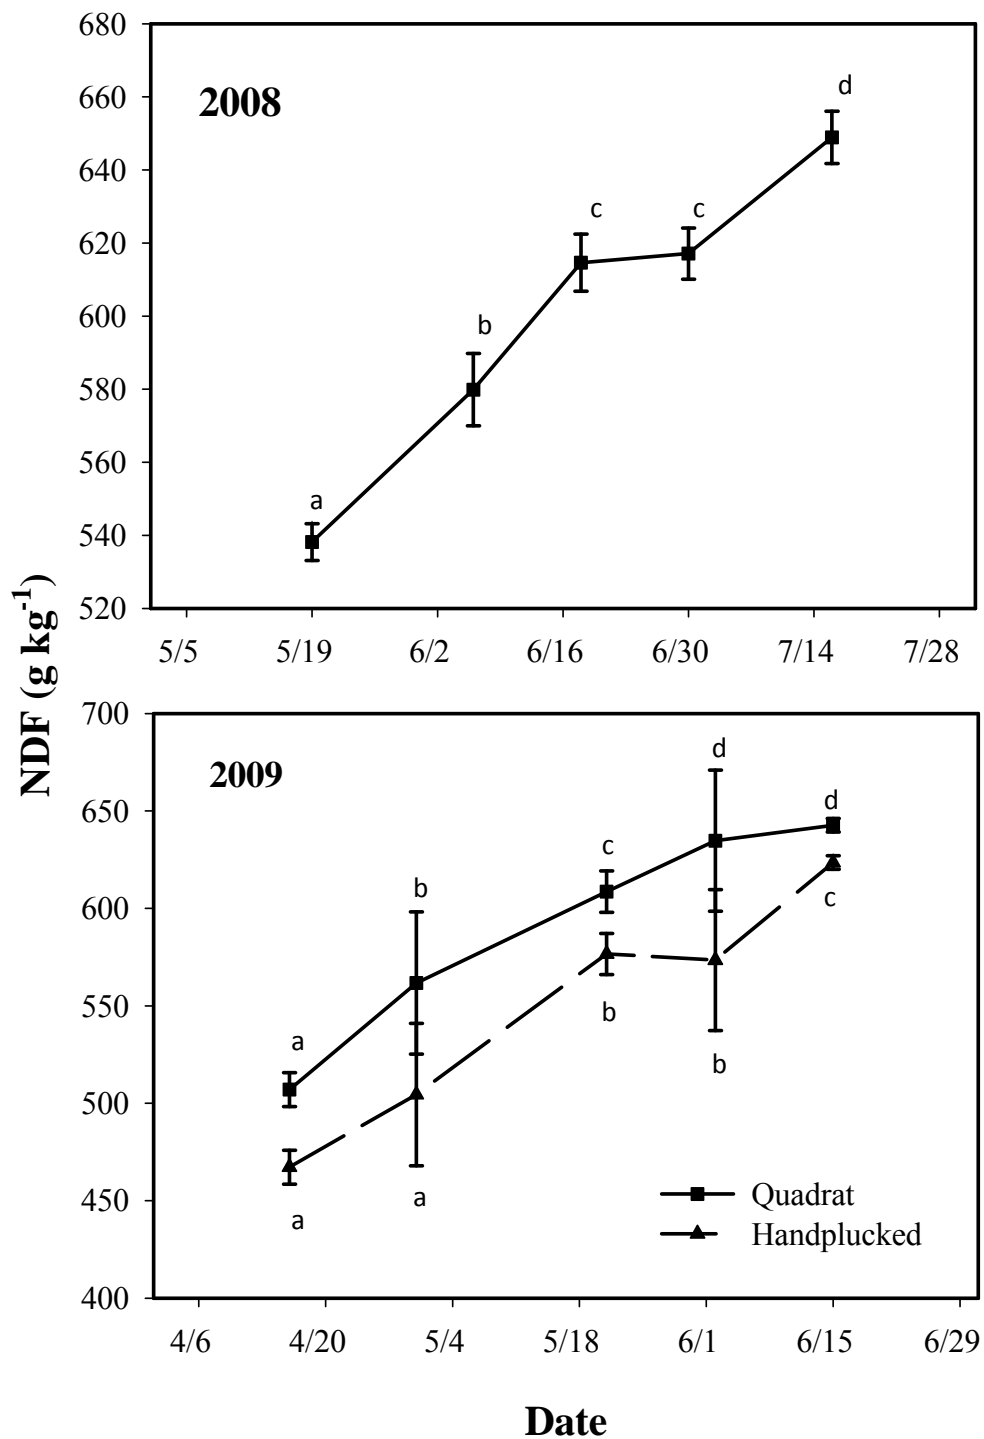 680
2008
660
640
620
600
580
560
540
520
a
b
c
c
d
5/5 5/19 6/2 6/16 6/30 7/14 7/28
NDF (g kg-1)
700
2009
650
600
550
500
450
400
a
b
c
d
d
a
a
b
b
c
Quadrat
Handplucked
4/6 4/20 5/4 5/18 6/1 6/15 6/29
Date